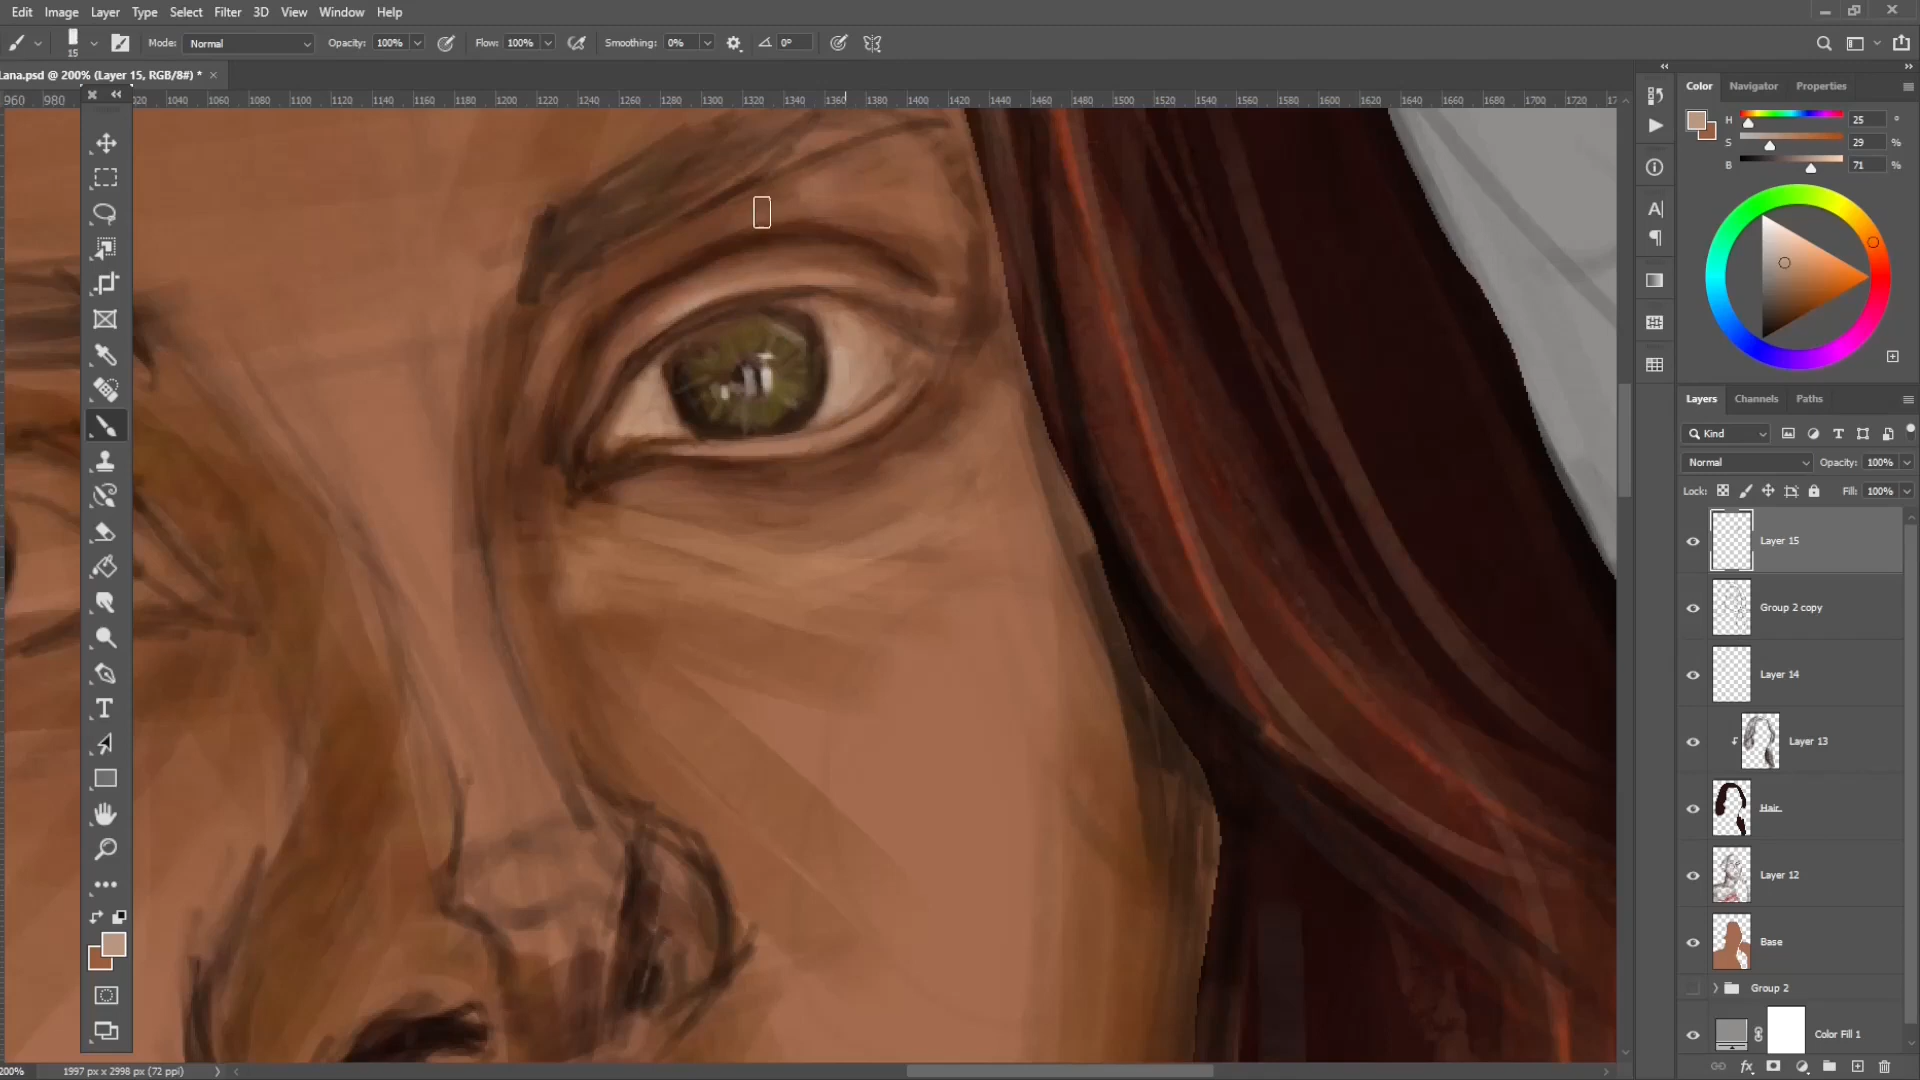 Edit Image Layer Type Select Filter 3D View Window Help
15 Mode: Normal Opacity: 100% Flow: 100% Smoothing: 0% 0°
Lana.psd @ 200% (Layer 15, RGB/8#) *
960 980 1020 1040 1060 1080 1100 1120 1140 1160 1180 1200 1220 1240 1260 1280 1300 1320 1340 1360 1380 1400 1420 1440 1460 1480 1500 1520 1540 1560 1580 1600 1620 1640 1660 1680 1700 1720
Color Navigator Properties
H 25 °
S 29 %
B 71 %
Layers Channels Paths
Kind
Normal Opacity: 100%
Lock: Fill: 100%
Layer 15
Group 2 copy
Layer 14
Layer 13
Hair
Layer 12
Base
Group 2
Color Fill 1
200% 1997 px x 2998 px (72 ppi)